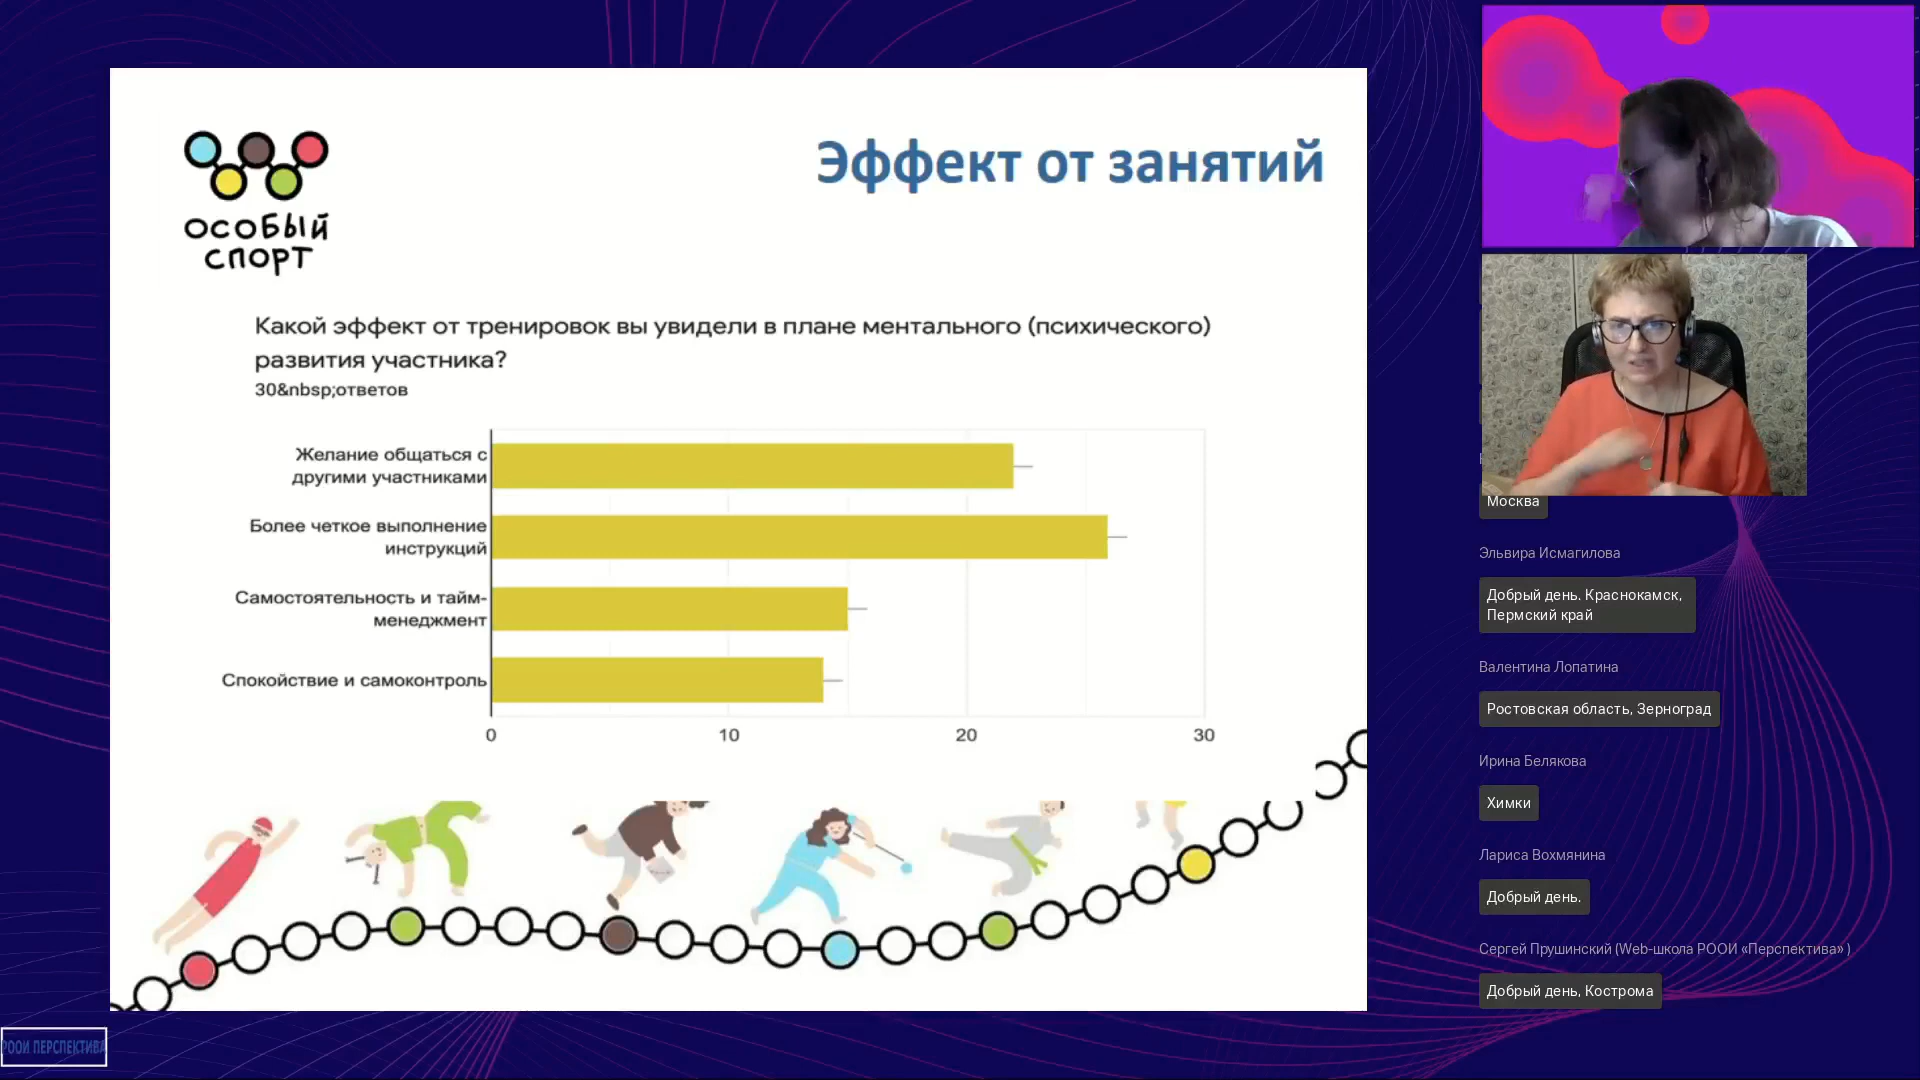 Эффект от занятий
ОСОБЫЙ
СПОРТ
Какой эффект от тренировок вы увидели в плане ментального (психического)
развития участника?
30&nbsp;ответов
Желание общаться с
другими участниками
Более четкое выполнение
инструкций
Самостоятельность и тайм-
менеджмент
Спокойствие и самоконтроль
0 10 20 30
РООИ ПЕРСПЕКТИВА
Москва
Эльвира Исмагилова
Добрый день. Краснокамск,
Пермский край
Валентина Лопатина
Ростовская область, Зерноград
Ирина Белякова
Химки
Лариса Вохмянина
Добрый день.
Сергей Прушинский (Web-школа РООИ «Перспектива» )
Добрый день, Кострома